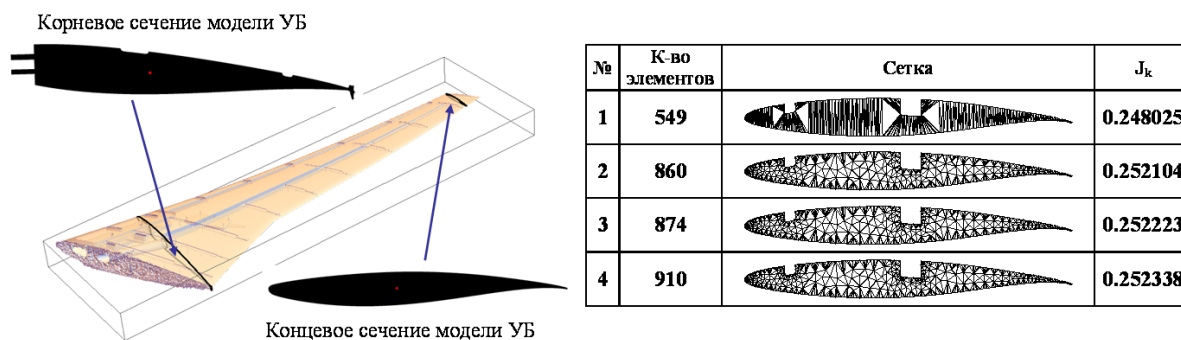 Корневое сечение модели УБ
Концевое сечение модели УБ
№ К-во элементов Сетка Jk
1 549 0.248025
2 860 0.252104
3 874 0.252223
4 910 0.252338